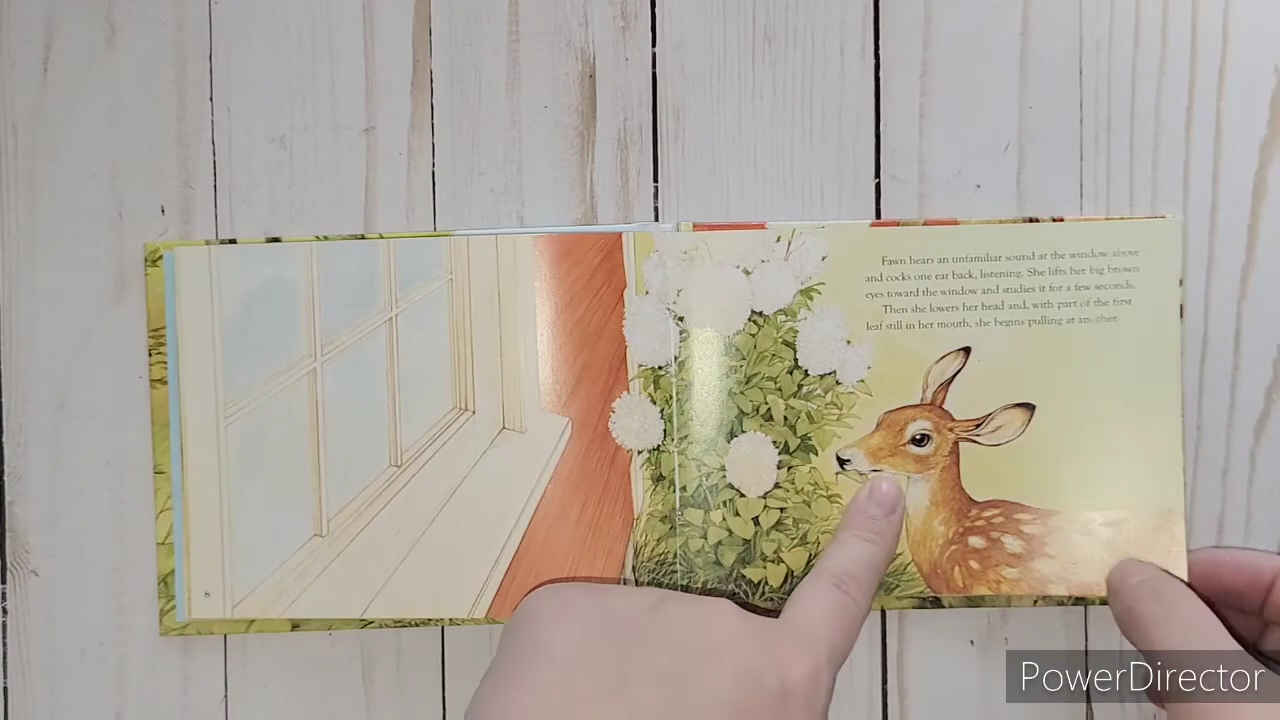 Fawn hears an unfamiliar sound at the window above
and cocks one ear back, listening. She lifts her big brown
eyes toward the window and studies it for a few seconds.
Then she lowers her head and, with part of the first
leaf still in her mouth, she begins pulling at another.
8
PowerDirector